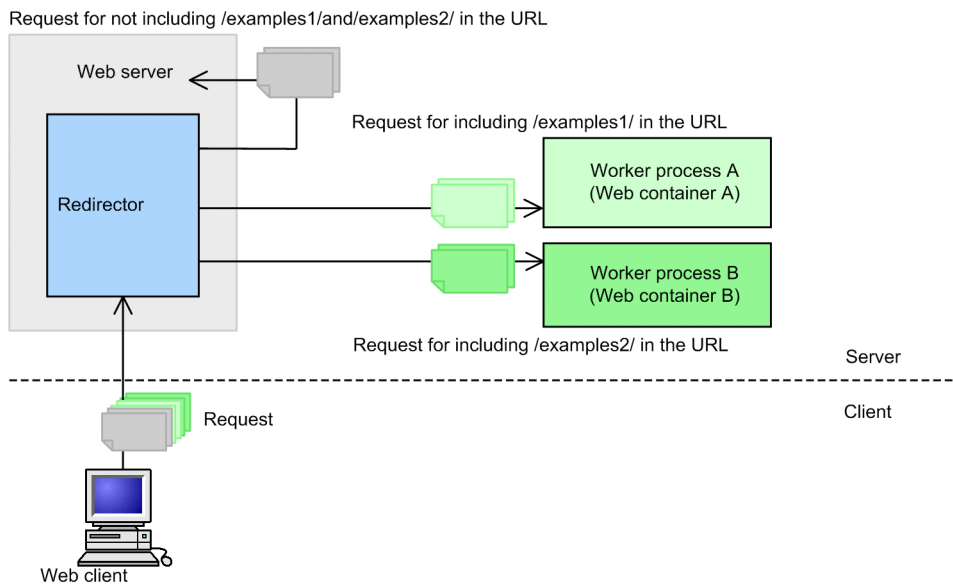 Request for not including /examples1/and/examples2/ in the URL
Web server
Request for including /examples1/ in the URL
Worker process A
(Web container A)
Redirector
Worker process B
(Web container B)
Request for including /examples2/ in the URL
Server
Client
Request
Web client